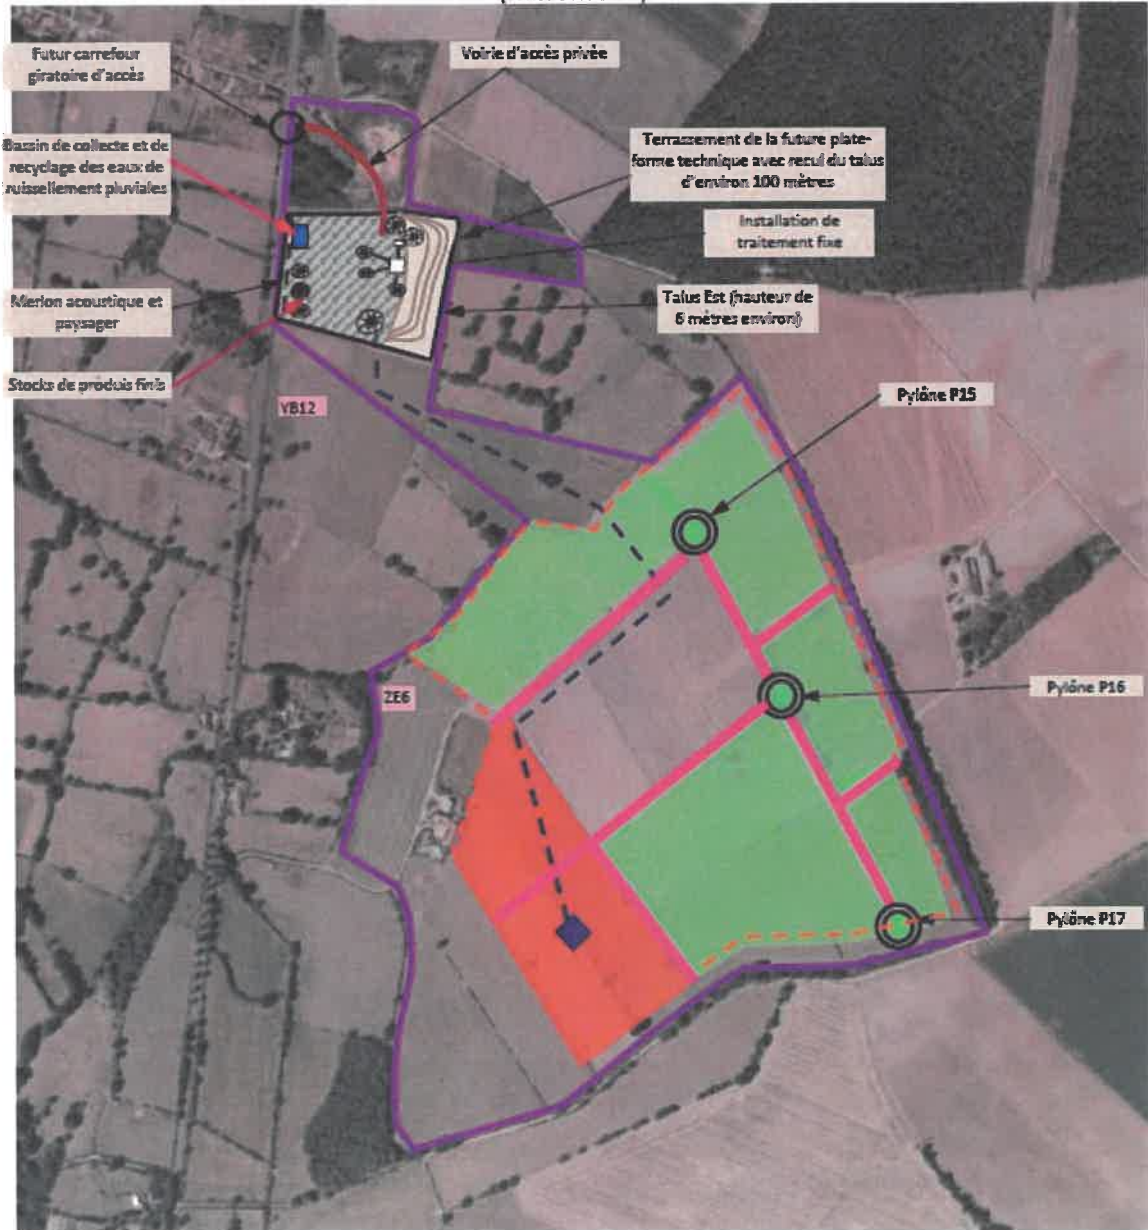 Futur carrefour
giratoire d'accès
Voirie d'accès privée
Bassin de collecte et de
recyclage des eaux de
ruissellement pluviales
Terrassement de la future plate-
forme technique avec recul du talus
d'environ 100 mètres
Installation de
traitement fixe
Merlon acoustique et
paysager
Talus Est (hauteur de
6 mètres environ)
Stocks de produis finis
YB12
Pylône P15
ZE6
Pylône P16
Pylône P17